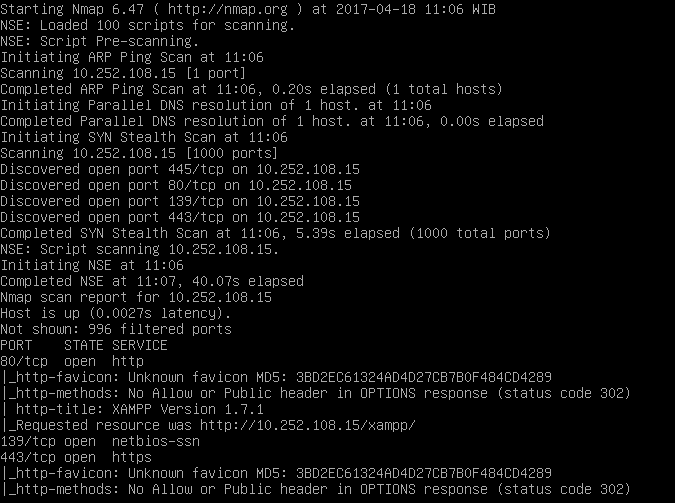 Starting Nmap 6.47 ( http://nmap.org ) at 2017-04-18 11:06 WIB
NSE: Loaded 100 scripts for scanning.
NSE: Script Pre-scanning.
Initiating ARP Ping Scan at 11:06
Scanning 10.252.108.15 [1 port]
Completed ARP Ping Scan at 11:06, 0.20s elapsed (1 total hosts)
Initiating Parallel DNS resolution of 1 host. at 11:06
Completed Parallel DNS resolution of 1 host. at 11:06, 0.00s elapsed
Initiating SYN Stealth Scan at 11:06
Scanning 10.252.108.15 [1000 ports]
Discovered open port 445/tcp on 10.252.108.15
Discovered open port 80/tcp on 10.252.108.15
Discovered open port 139/tcp on 10.252.108.15
Discovered open port 443/tcp on 10.252.108.15
Completed SYN Stealth Scan at 11:06, 5.39s elapsed (1000 total ports)
NSE: Script scanning 10.252.108.15.
Initiating NSE at 11:06
Completed NSE at 11:07, 40.07s elapsed
Nmap scan report for 10.252.108.15
Host is up (0.0027s latency).
Not shown: 996 filtered ports
PORT    STATE SERVICE
80/tcp  open  http
|_http-favicon: Unknown favicon MD5: 3BD2EC61324AD4D27CB7B0F484CD4289
|_http-methods: No Allow or Public header in OPTIONS response (status code 302)
| http-title: XAMPP Version 1.7.1
|_Requested resource was http://10.252.108.15/xampp/
139/tcp open  netbios-ssn
443/tcp open  https
|_http-favicon: Unknown favicon MD5: 3BD2EC61324AD4D27CB7B0F484CD4289
|_http-methods: No Allow or Public header in OPTIONS response (status code 302)